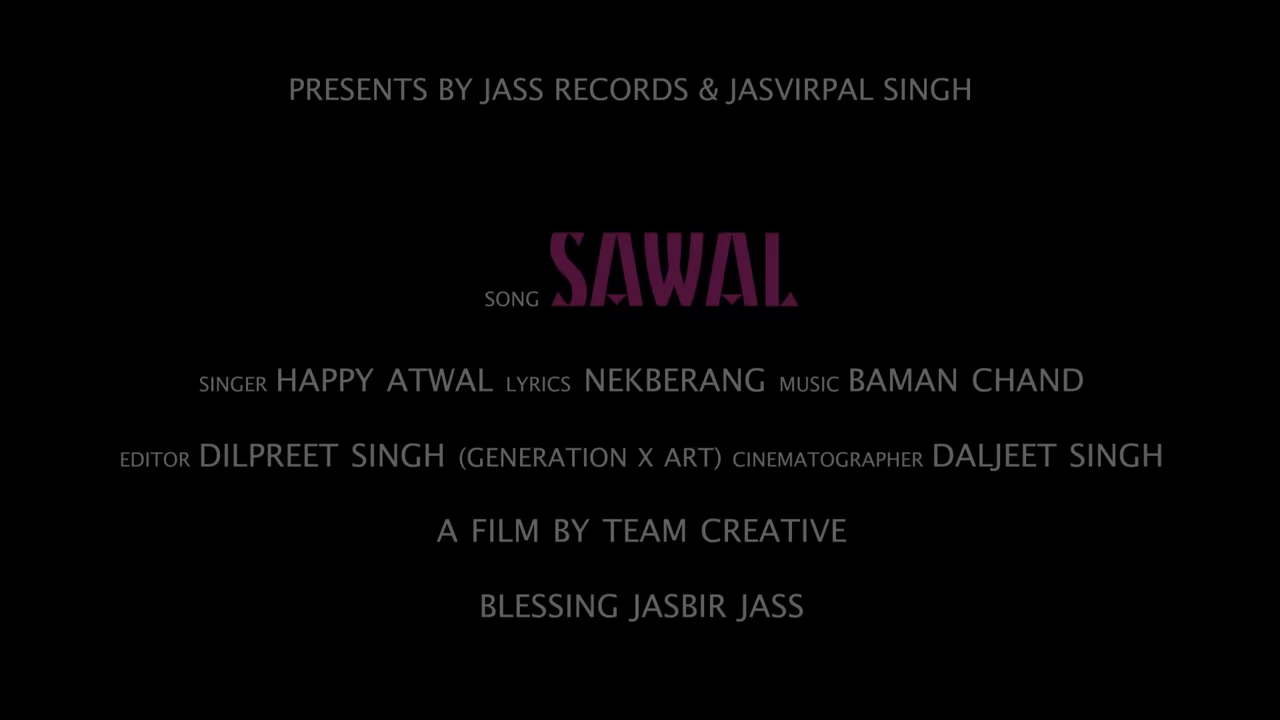 PRESENTS BY JASS RECORDS & JASVIRPAL SINGH
SONG SAWAL
SINGER HAPPY ATWAL LYRICS NEKBERANG MUSIC BAMAN CHAND
EDITOR DILPREET SINGH (GENERATION X ART) CINEMATOGRAPHER DALJEET SINGH
A FILM BY TEAM CREATIVE
BLESSING JASBIR JASS